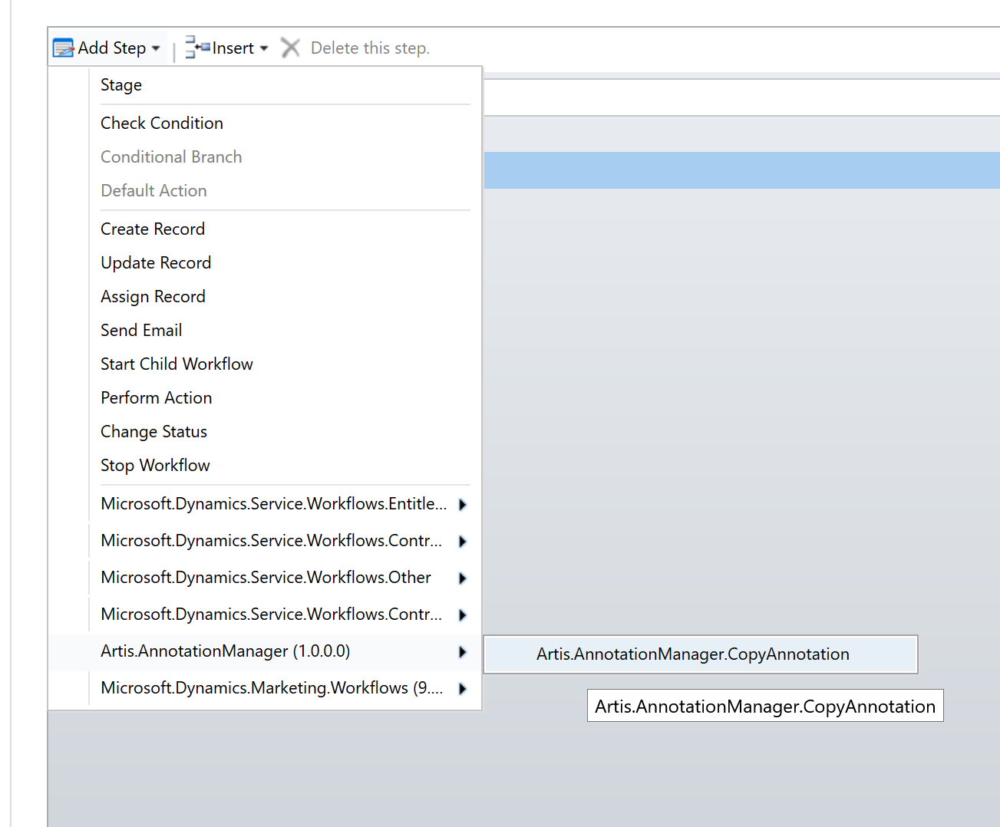 Add Step Insert Delete this step.
Stage
Check Condition
Conditional Branch
Default Action
Create Record
Update Record
Assign Record
Send Email
Start Child Workflow
Perform Action
Change Status
Stop Workflow
Microsoft.Dynamics.Service.Workflows.Entitle...
Microsoft.Dynamics.Service.Workflows.Contr...
Microsoft.Dynamics.Service.Workflows.Other
Microsoft.Dynamics.Service.Workflows.Contr...
Artis.AnnotationManager (1.0.0.0) Artis.AnnotationManager.CopyAnnotation
Microsoft.Dynamics.Marketing.Workflows (9....
Artis.AnnotationManager.CopyAnnotation